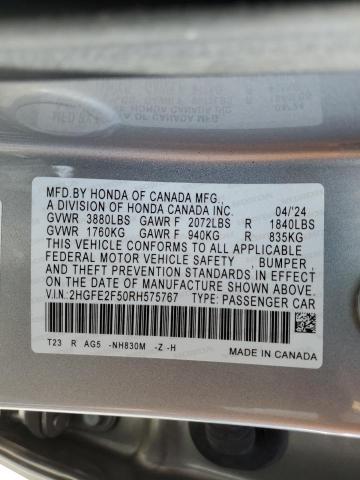 MFD.BY HONDA OF CANADA MFG.,
A DIVISION OF HONDA CANADA INC. 04/'24
GVWR 3880LBS GAWR F 2072LBS R 1840LBS
GVWR 1760KG GAWR F 940KG R 835KG
THIS VEHICLE CONFORMS TO ALL APPLICABLE
FEDERAL MOTOR VEHICLE SAFETY, BUMPER,
AND THEFT PREVENTION STANDARDS IN EFFECT
ON THE DATE OF MANUFACTURE SHOWN ABOVE.
V.I.N.:2HGFE2F50RH575767 TYPE: PASSENGER CAR
T23 R AG5 -NH830M -Z -H
MADE IN CANADA